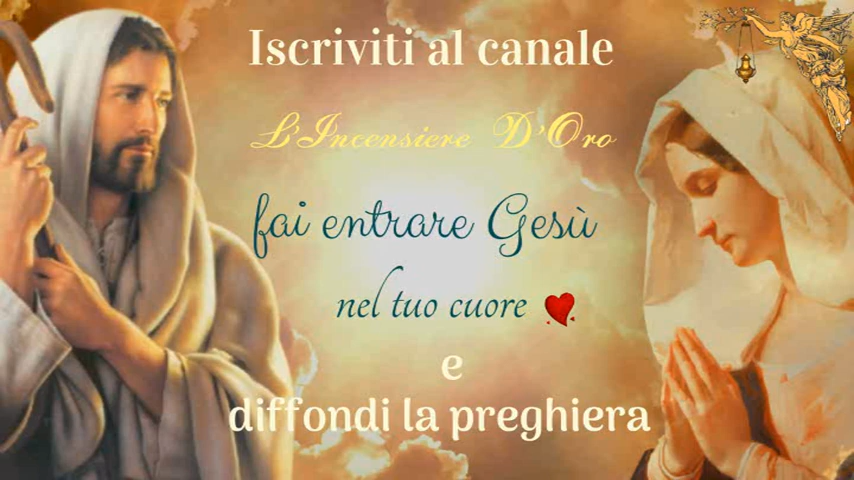 Iscriviti al canale
L'Incensiere D'Oro
fai entrare Gesù
nel tuo cuore
e
diffondi la preghiera